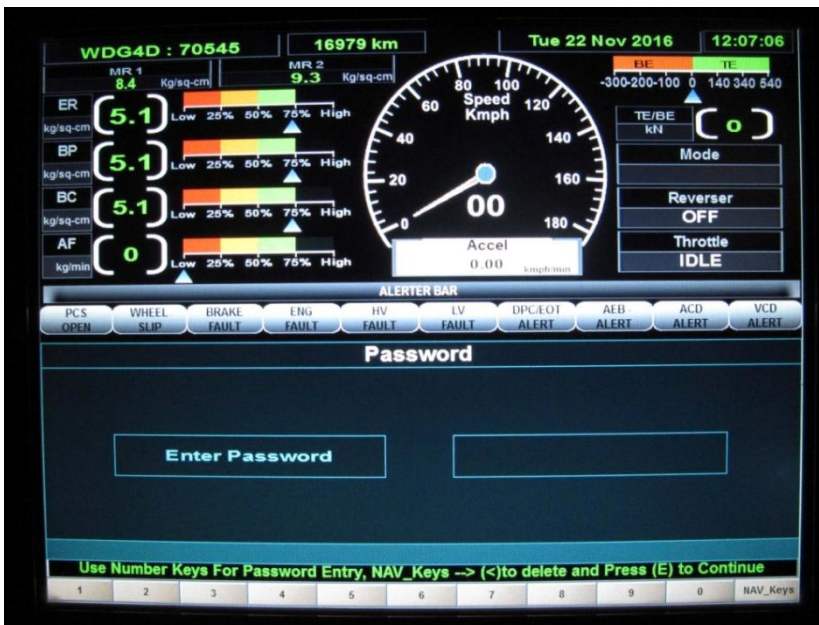 WDG4D : 70545
16979 km
Tue 22 Nov 2016
12:07:06
MR 1
8.4 Kg/sq-cm
MR 2
9.3 Kg/sq-cm
BE TE
-300-200-100 0 140 340 540
ER
kg/sq-cm
5.1
Low 25% 50% 75% High
BP
kg/sq-cm
5.1
Low 25% 50% 75% High
BC
kg/sq-cm
5.1
Low 25% 50% 75% High
AF
kg/min
0
Low 25% 50% 75% High
0 20 40 60 80 100 120 140 160 180
Speed
Kmph
00
Accel
0.00 kmph/min
TE/BE
kN
0
Mode
Reverser
OFF
Throttle
IDLE
ALERTER BAR
PCS OPEN
WHEEL SLIP
BRAKE FAULT
ENG FAULT
HV FAULT
LV FAULT
DPC/EOT ALERT
AEB - ALERT
ACD ALERT
VCD ALERT
Password
Enter Password
Use Number Keys For Password Entry, NAV_Keys --> (<)to delete and Press (E) to Continue
1 2 3 4 5 6 7 8 9 0 NAV_Keys